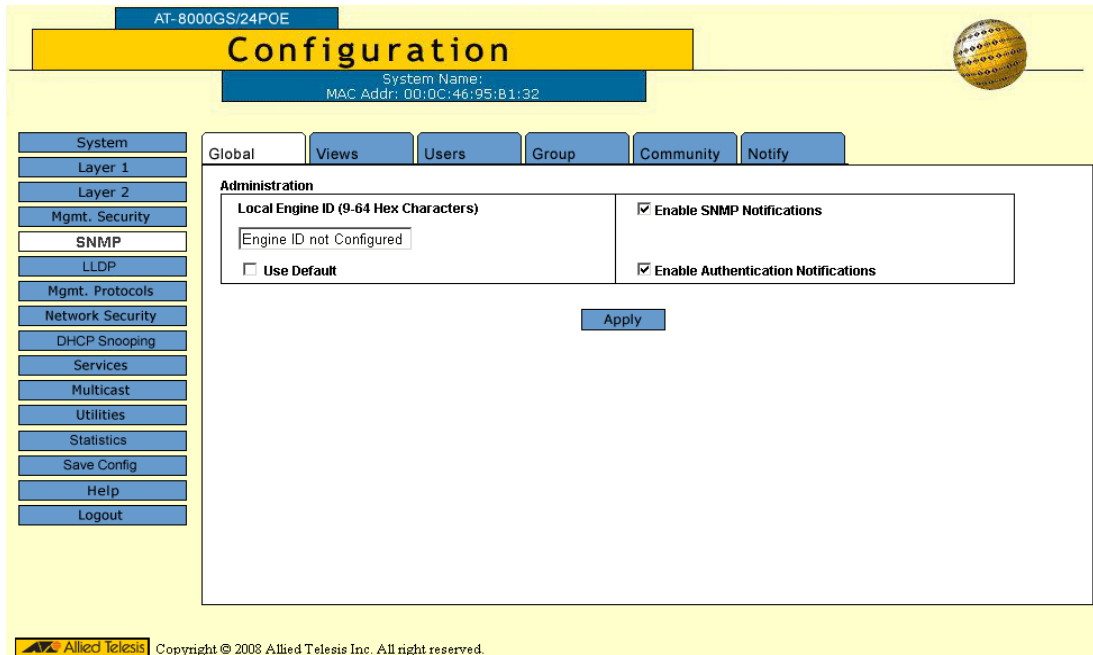 AT-8000GS/24POE
Configuration
System Name:
MAC Addr: 00:0C:46:95:B1:32
System
Layer 1
Layer 2
Mgmt. Security
SNMP
LLDP
Mgmt. Protocols
Network Security
DHCP Snooping
Services
Multicast
Utilities
Statistics
Save Config
Help
Logout
Global Views Users Group Community Notify
Administration
Local Engine ID (9-64 Hex Characters)
Engine ID not Configured
Use Default
Enable SNMP Notifications
Enable Authentication Notifications
Apply
Allied Telesis Copyright © 2008 Allied Telesis Inc. All right reserved.